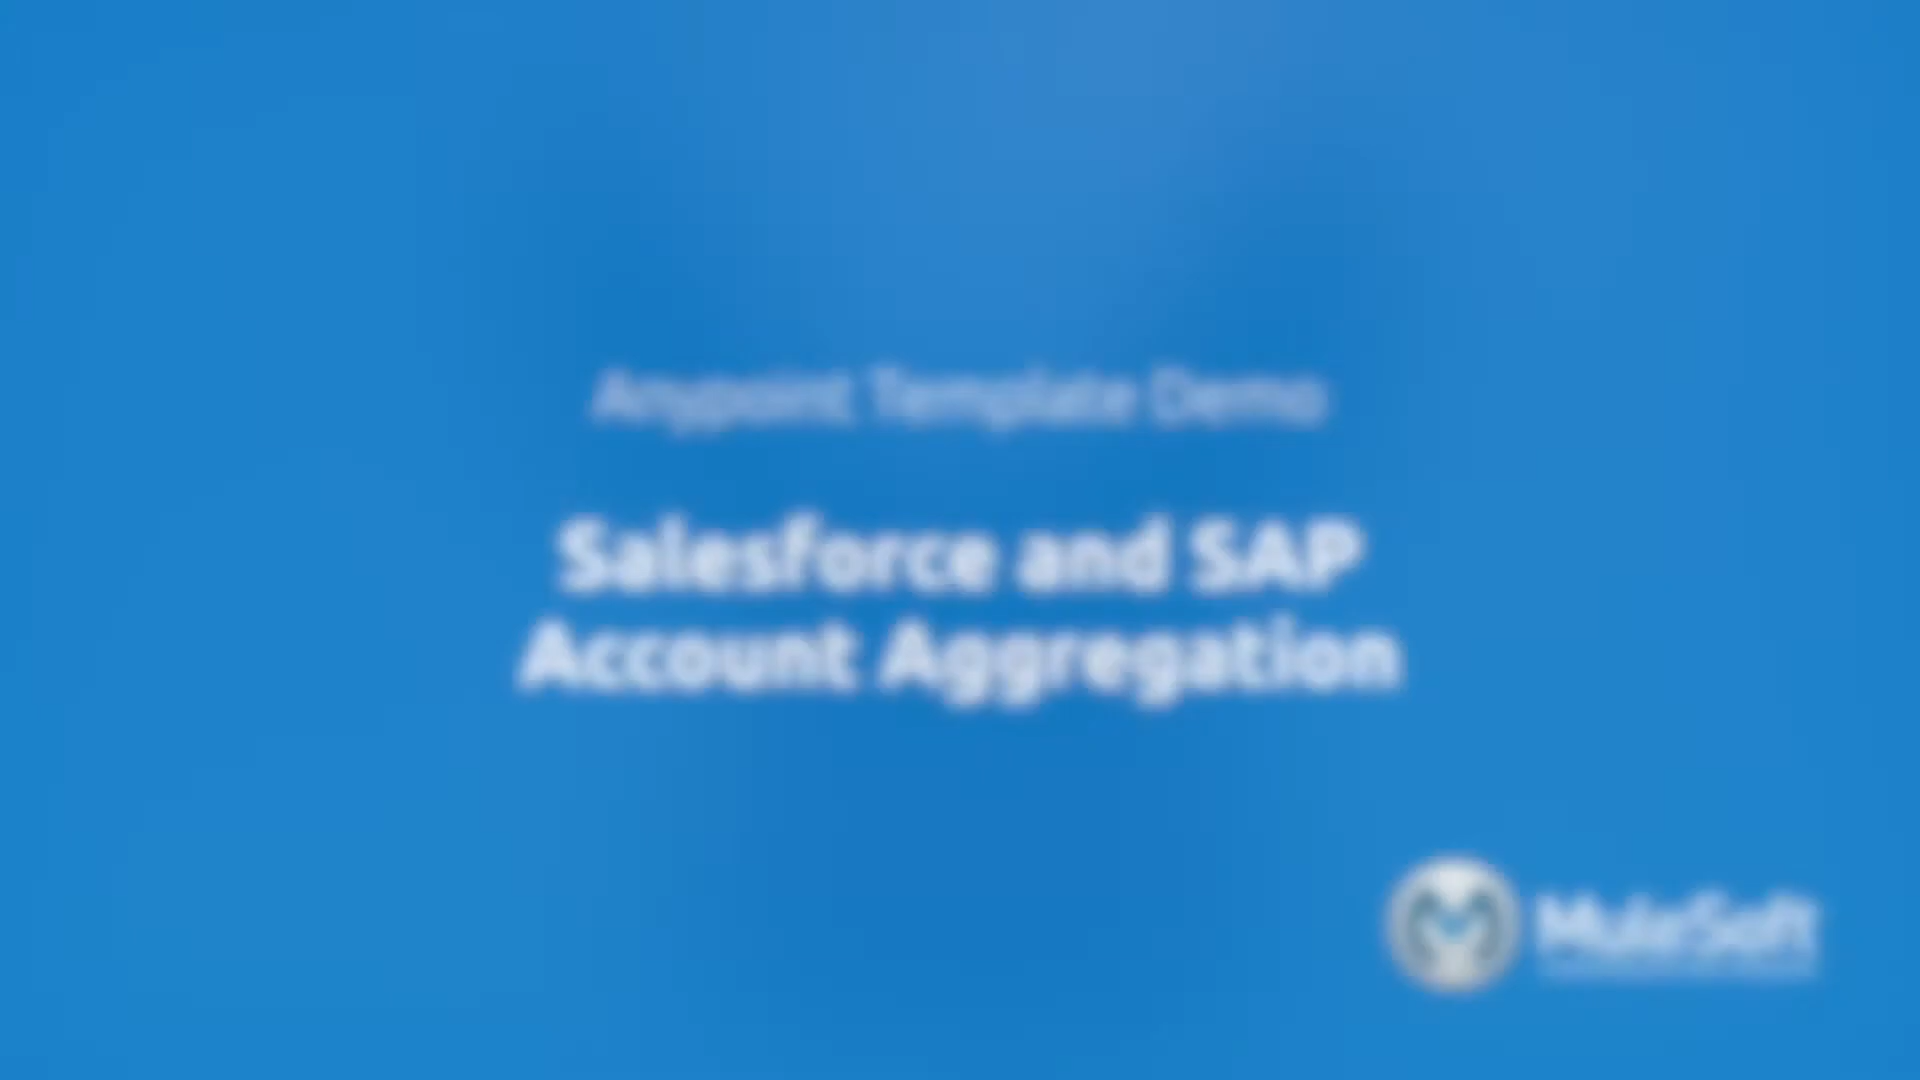 Anypoint Template Demo
Salesforce and SAP
Account Aggregation
MuleSoft